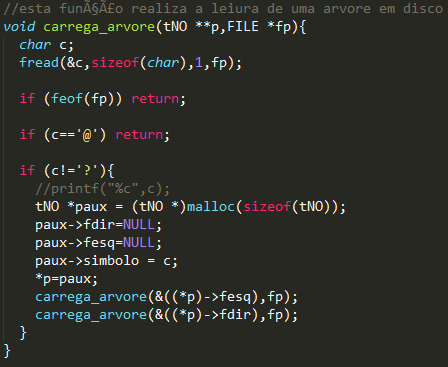 //esta funÃ§Ã£o realiza a leiura de uma arvore em disco
void carrega_arvore(tNO **p,FILE *fp){
char c;
fread(&c,sizeof(char),1,fp);
if (feof(fp)) return;
if (c=='@') return;
if (c!='?'){
//printf("%c",c);
tNO *paux = (tNO *)malloc(sizeof(tNO));
paux->fdir=NULL;
paux->fesq=NULL;
paux->simbolo = c;
*p=paux;
carrega_arvore(&((*p)->fesq),fp);
carrega_arvore(&((*p)->fdir),fp);
}
}